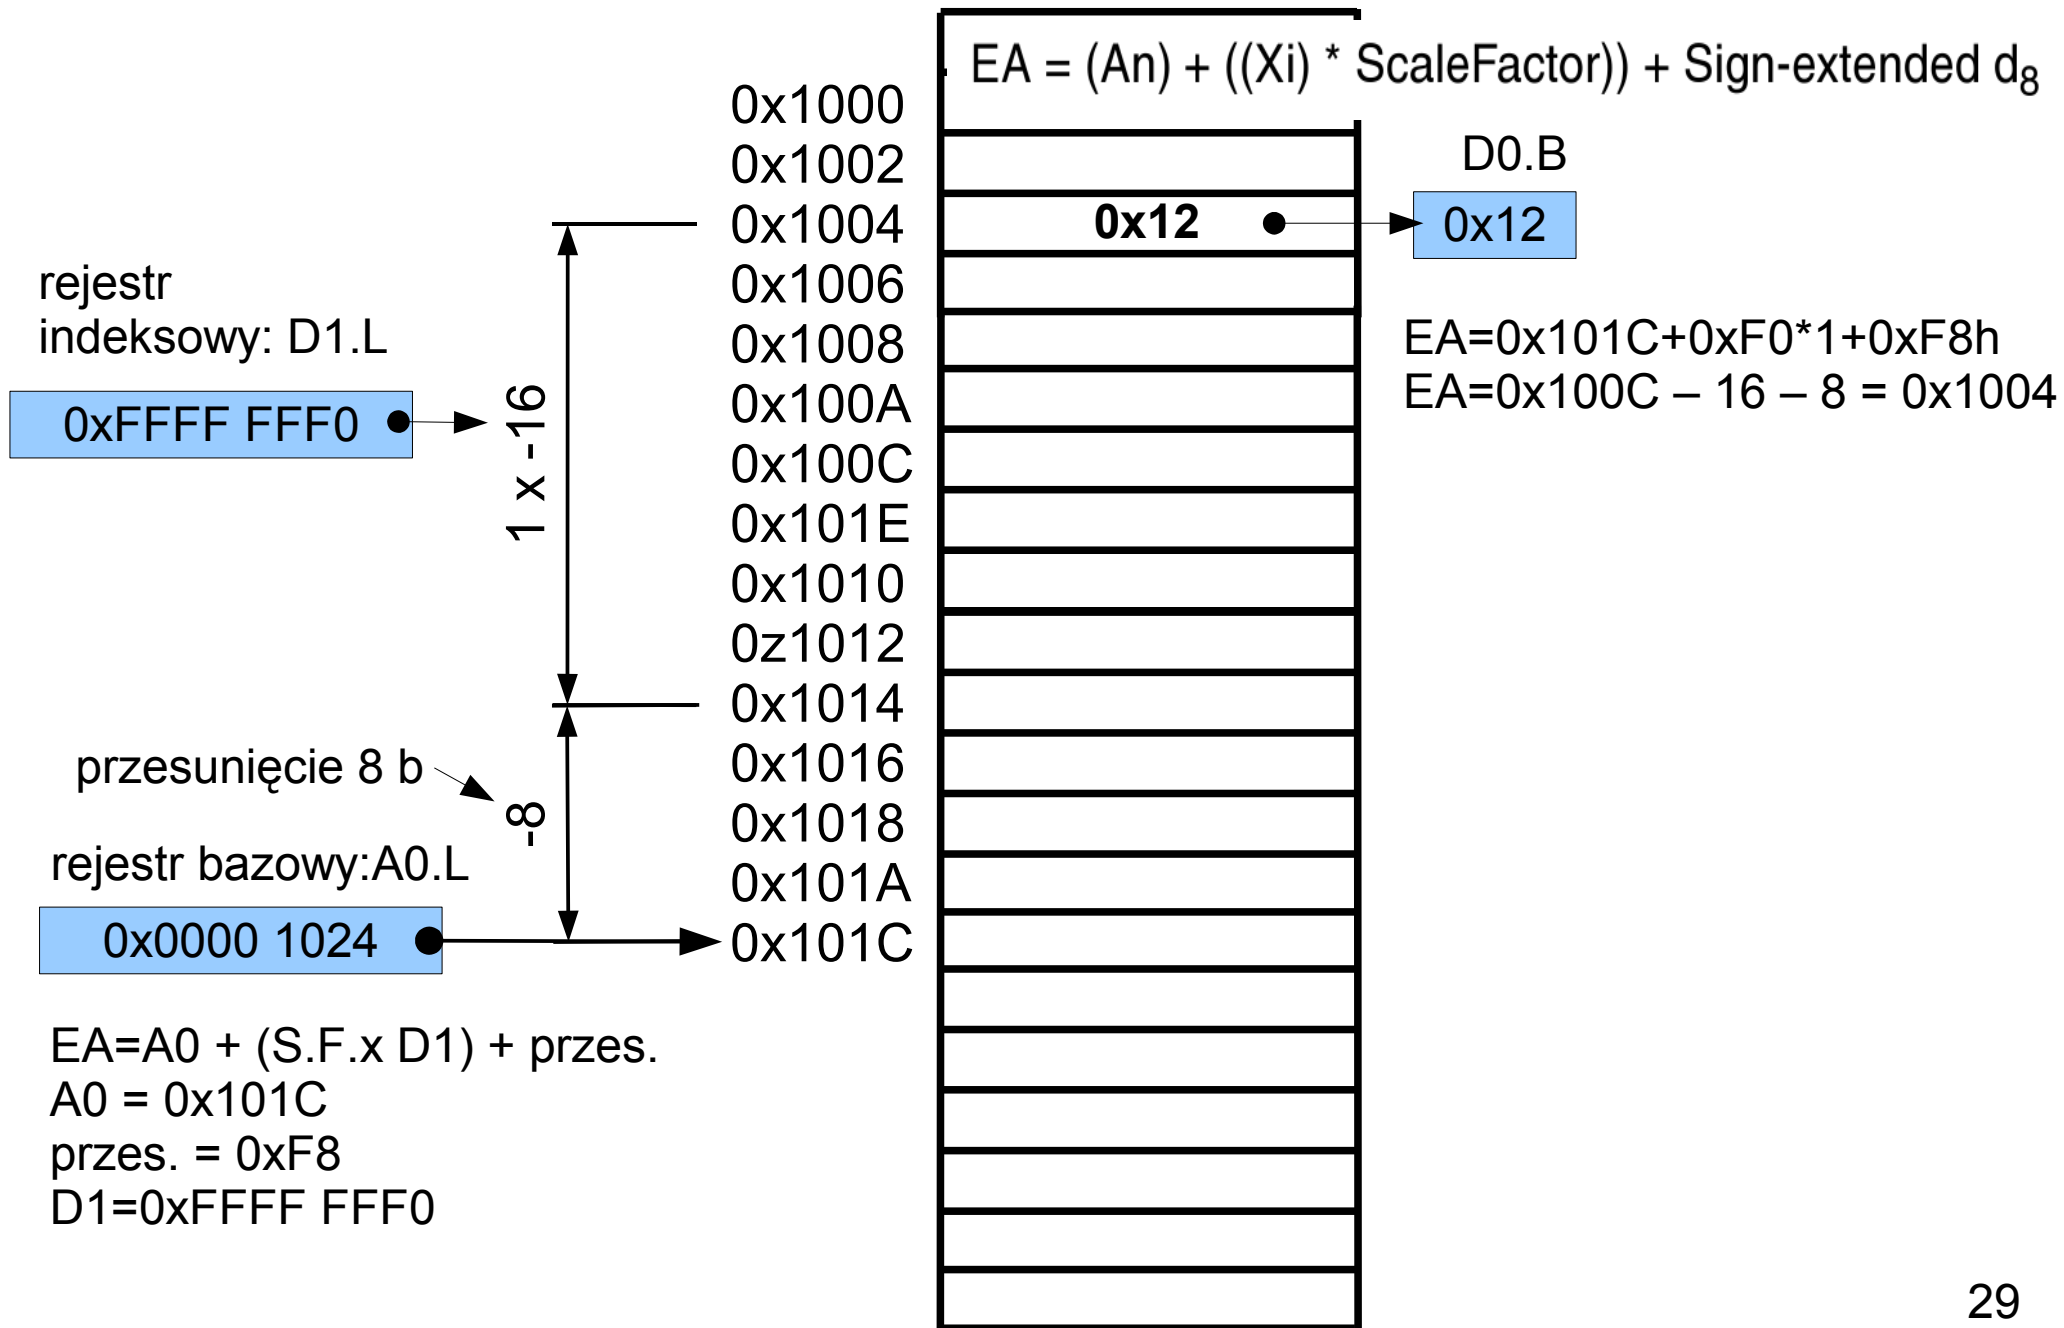 EA = (An) + ((Xi) * ScaleFactor)) + Sign-extended d8
0x1000
0x1002
0x1004
0x1006
0x1008
0x100A
0x100C
0x101E
0x1010
0z1012
0x1014
0x1016
0x1018
0x101A
0x101C
0x12
D0.B
0x12
EA=0x101C+0xF0*1+0xF8h
EA=0x100C – 16 – 8 = 0x1004
rejestr
indeksowy: D1.L
0xFFFF FFF0
1 x -16
przesunięcie 8 b
-8
rejestr bazowy:A0.L
0x0000 1024
EA=A0 + (S.F.x D1) + przes.
A0 = 0x101C
przes. = 0xF8
D1=0xFFFF FFF0
29